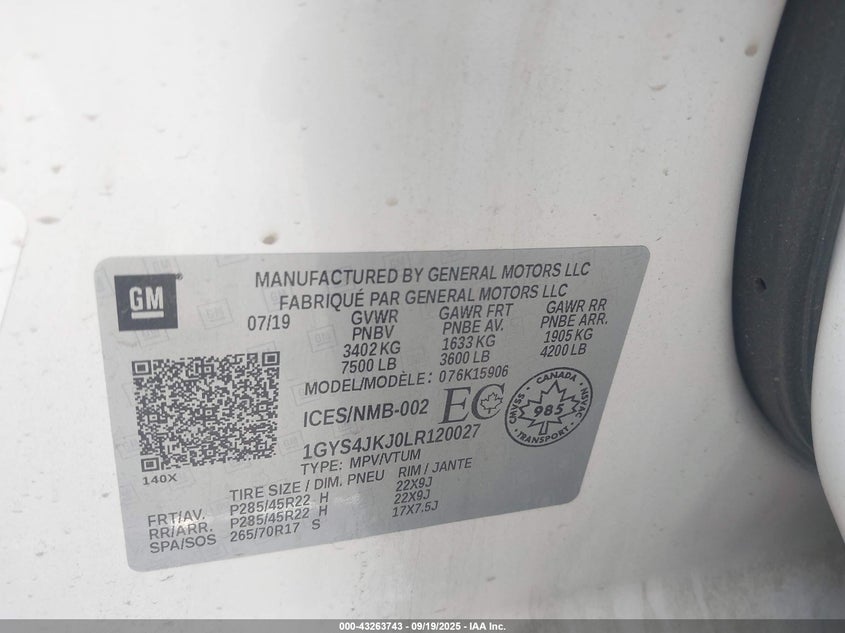 GM
MANUFACTURED BY GENERAL MOTORS LLC
FABRIQUÉ PAR GENERAL MOTORS LLC
07/19 GVWR GAWR FRT GAWR RR
PNBV PNBE AV. PNBE ARR.
3402 KG 1633 KG 1905 KG
7500 LB 3600 LB 4200 LB
MODEL/MODÈLE: 076K15906
ICES/NMB-002 EC
CANADA
CMVSS 985 NSVAC
TRANSPORT
1GYS4JKJ0LR120027
140X
TYPE: MPV/VTUM
TIRE SIZE / DIM. PNEU RIM / JANTE
FRT/AV. P285/45R22 H 22X9J
RR/ARR. P285/45R22 H 22X9J
SPA/SOS 265/70R17 S 17X7.5J
000-43263743 - 09/19/2025 - IAA Inc.